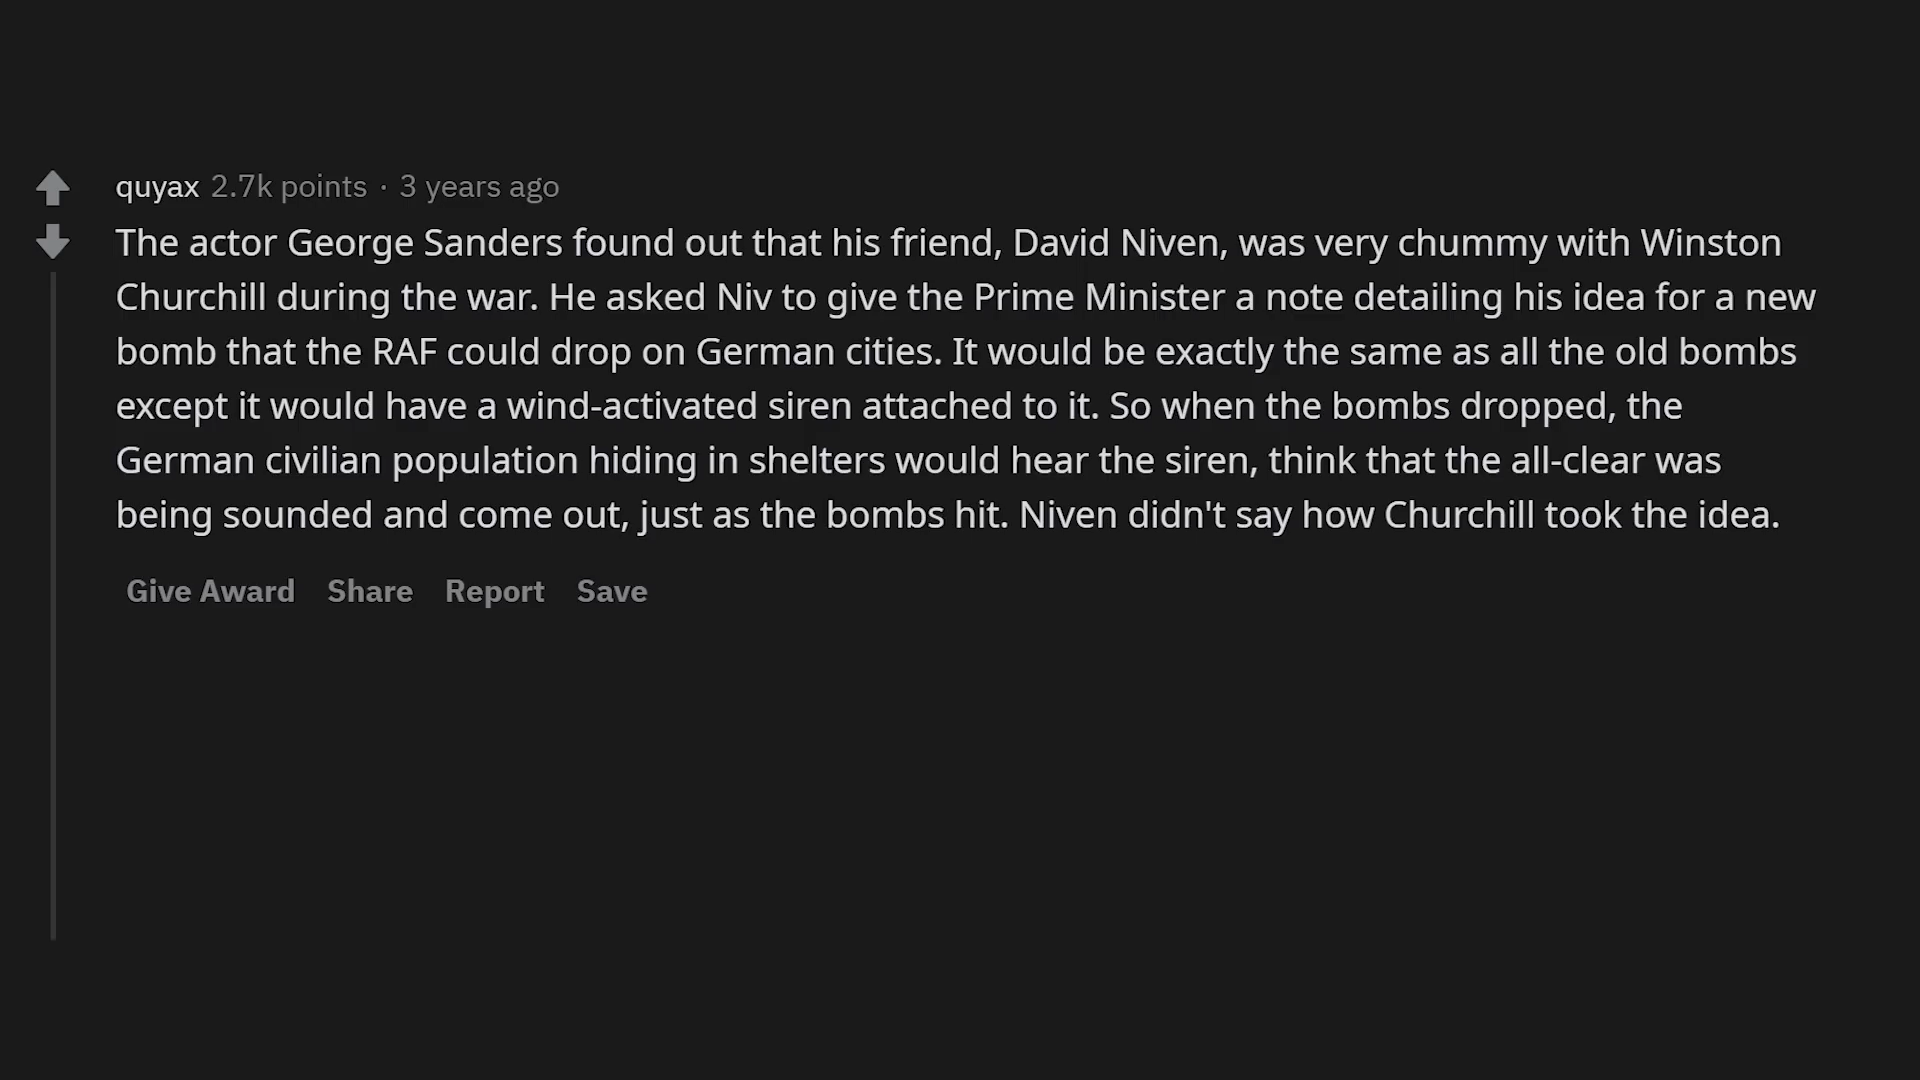 quyax 2.7k points · 3 years ago
The actor George Sanders found out that his friend, David Niven, was very chummy with Winston
Churchill during the war. He asked Niv to give the Prime Minister a note detailing his idea for a new
bomb that the RAF could drop on German cities. It would be exactly the same as all the old bombs
except it would have a wind-activated siren attached to it. So when the bombs dropped, the
German civilian population hiding in shelters would hear the siren, think that the all-clear was
being sounded and come out, just as the bombs hit. Niven didn't say how Churchill took the idea.
Give Award Share Report Save